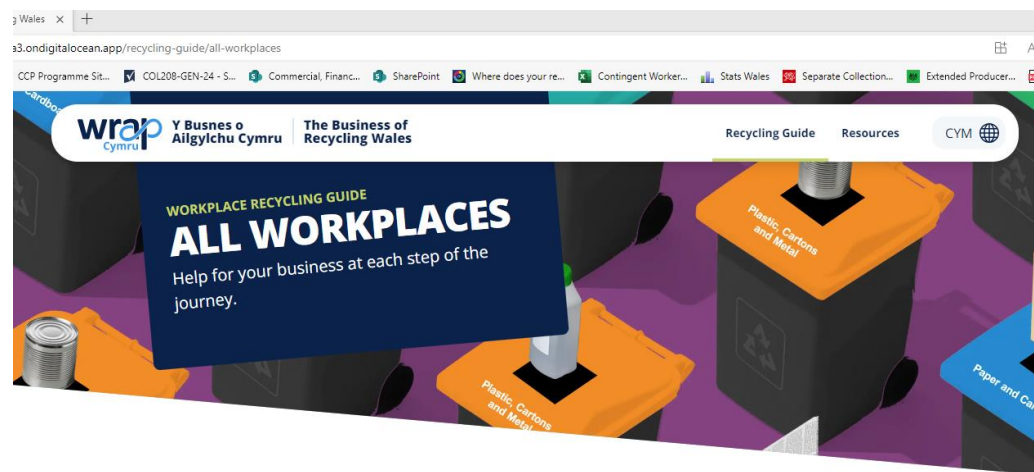 g Wales
a3.ondigitalocean.app/recycling-guide/all-workplaces
CCP Programme Sit... COL208-GEN-24 - S... Commercial, Financ... SharePoint Where does your re... Contingent Worker... Stats Wales Separate Collection... Extended Producer...
Cardbo
wrap
Cymru
Y Busnes o
Ailgylchu Cymru
The Business of
Recycling Wales
Recycling Guide Resources CYM
WORKPLACE RECYCLING GUIDE
ALL WORKPLACES
Help for your business at each step of the
journey.
Plastic, Cartons
and Metal
Plastic, Cartons
and Metal
Paper and Ca